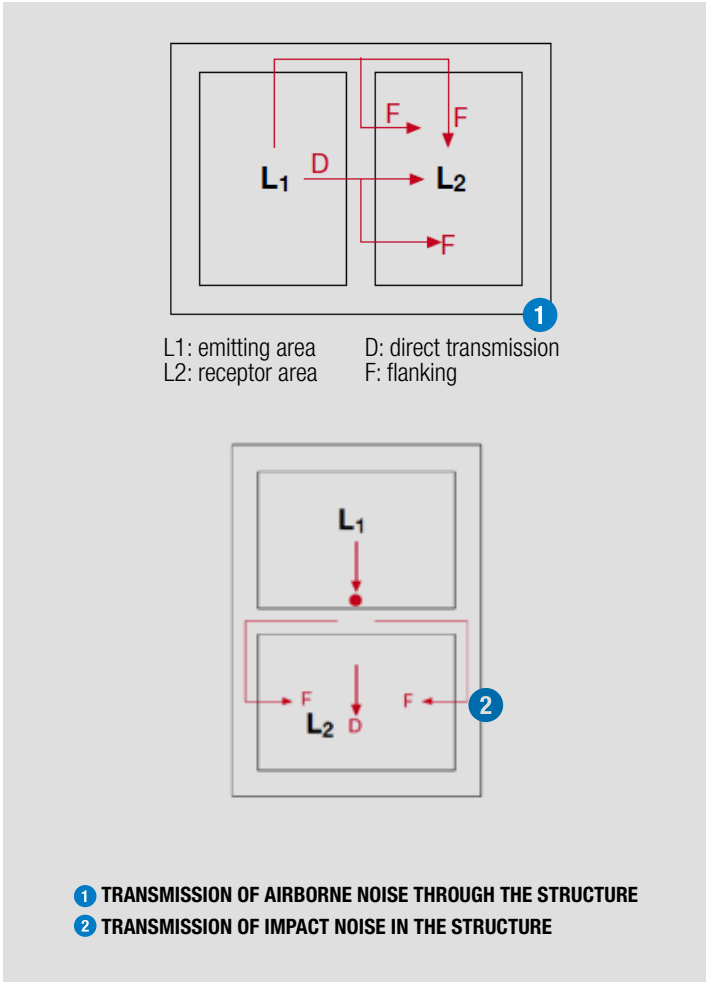 F
F
D
L₁
L₂
F
1
L1: emitting area
D: direct transmission
L2: receptor area
F: flanking
L₁
F
F
L₂
D
2
1 TRANSMISSION OF AIRBORNE NOISE THROUGH THE STRUCTURE
2 TRANSMISSION OF IMPACT NOISE IN THE STRUCTURE